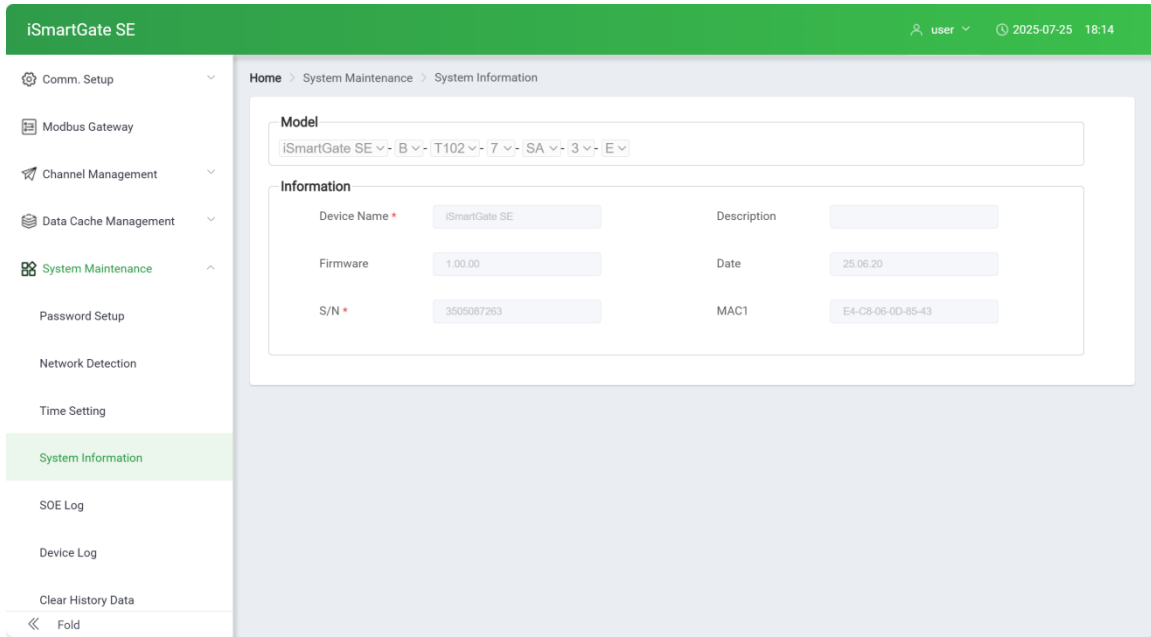 iSmartGate SE
user 2025-07-25 18:14
Comm. Setup
Modbus Gateway
Channel Management
Data Cache Management
System Maintenance
Password Setup
Network Detection
Time Setting
System Information
SOE Log
Device Log
Clear History Data
Fold
Home > System Maintenance > System Information
Model
iSmartGate SE - B - T102 - 7 - SA - 3 - E
Information
Device Name * iSmartGate SE Description
Firmware 1.00.00 Date 25.06.20
S/N * 3505087263 MAC1 E4-C8-06-0D-85-43